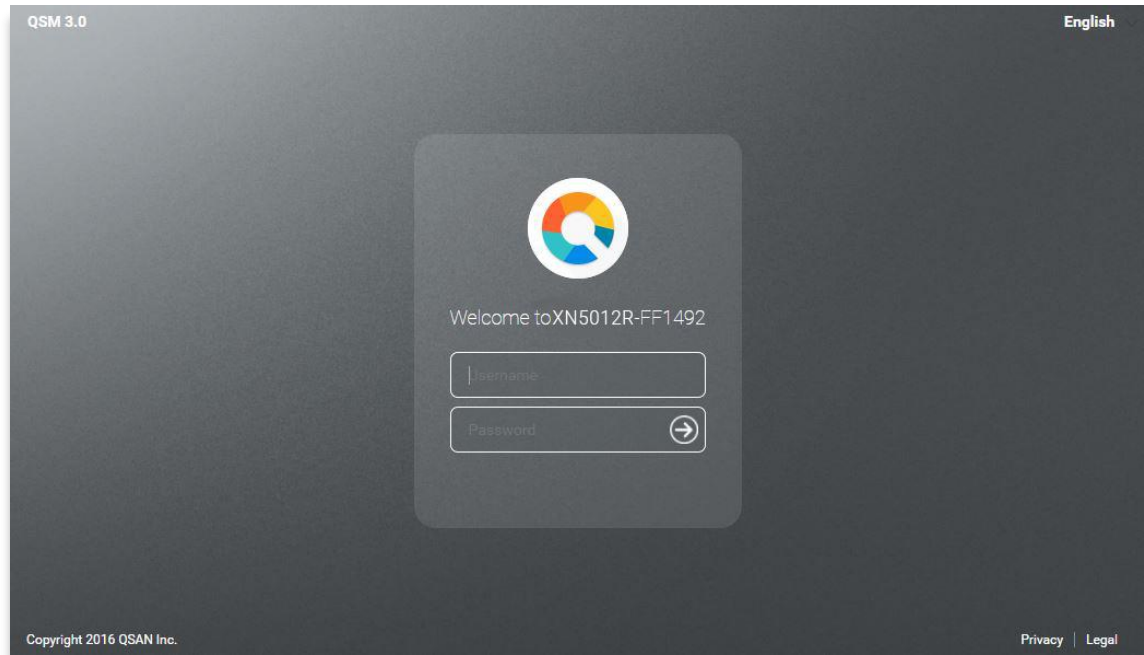 QSM 3.0
English
Welcome toXN5012R-FF1492
Username
Password
Copyright 2016 QSAN Inc.
Privacy | Legal